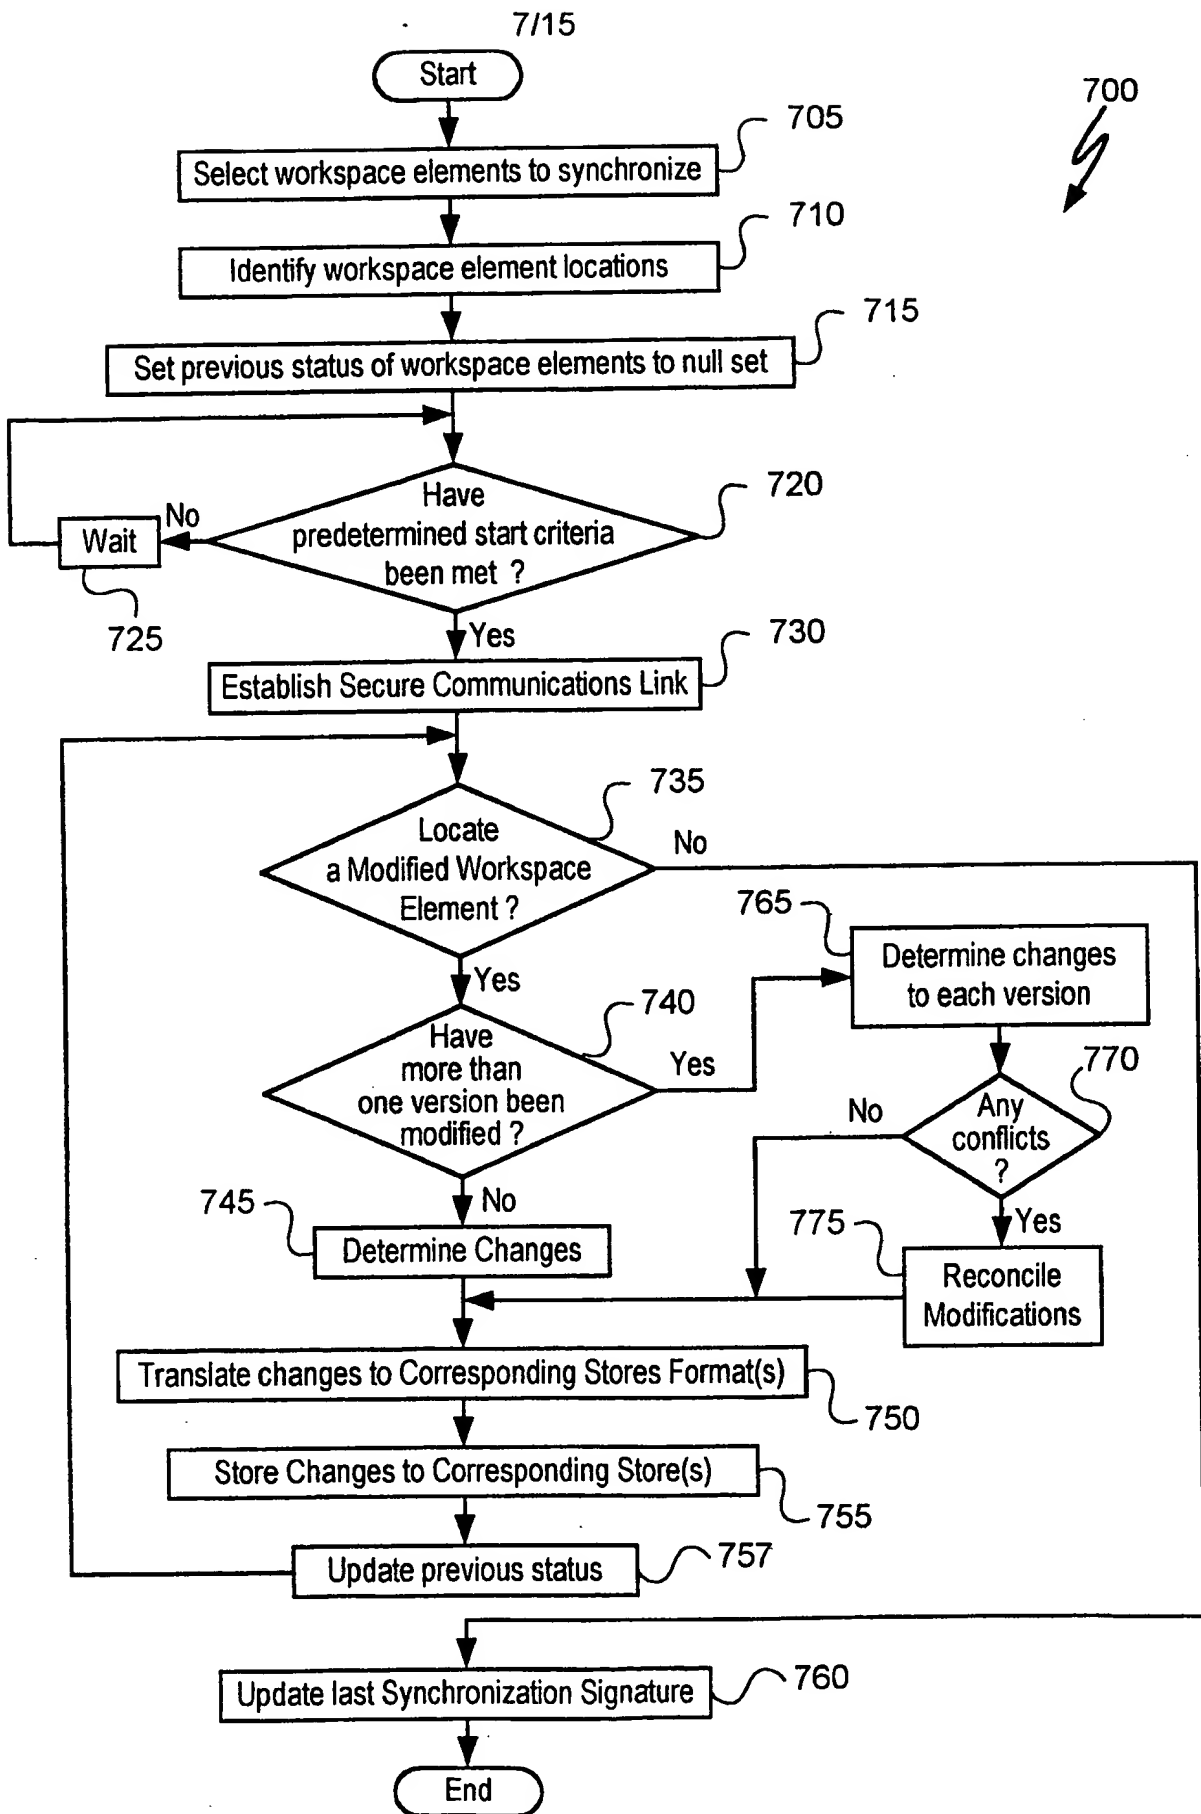 7/15
Start
700
705
Select workspace elements to synchronize
710
Identify workspace element locations
715
Set previous status of workspace elements to null set
720
Have
predetermined start criteria
been met ?
No
Wait
725
Yes
730
Establish Secure Communications Link
735
Locate
a Modified Workspace
Element ?
No
765
Determine changes
to each version
Yes
740
Have
more than
one version been
modified ?
Yes
770
Any
conflicts
?
No
745
No
Determine Changes
Yes
775
Reconcile
Modifications
Translate changes to Corresponding Stores Format(s)
750
Store Changes to Corresponding Store(s)
755
Update previous status
757
Update last Synchronization Signature
760
End